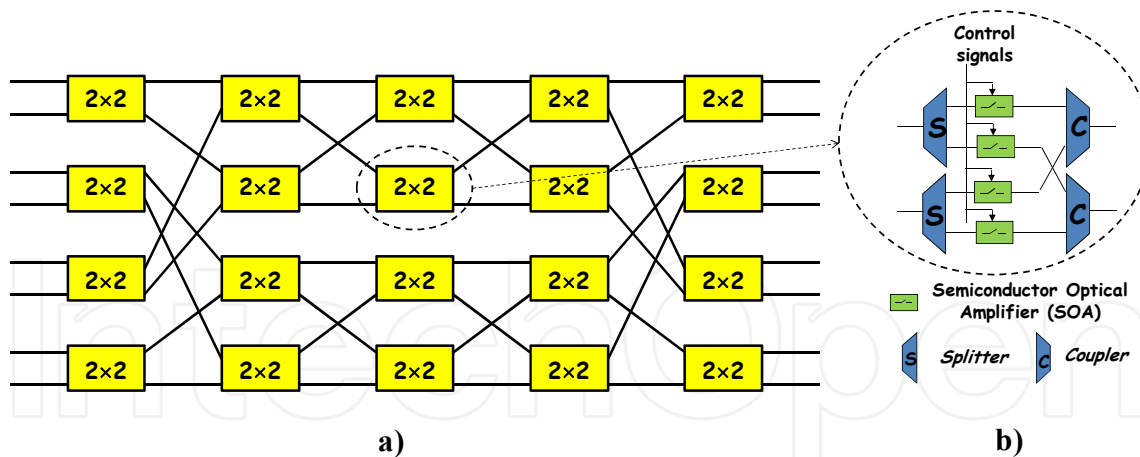 2×2 2×2 2×2 2×2 2×2
2×2 2×2 2×2 2×2 2×2
2×2 2×2 2×2 2×2 2×2
2×2 2×2 2×2 2×2 2×2
a)
Control
signals
S
C
S
C
Semiconductor Optical
Amplifier (SOA)
S Splitter C Coupler
b)
IntechOpen